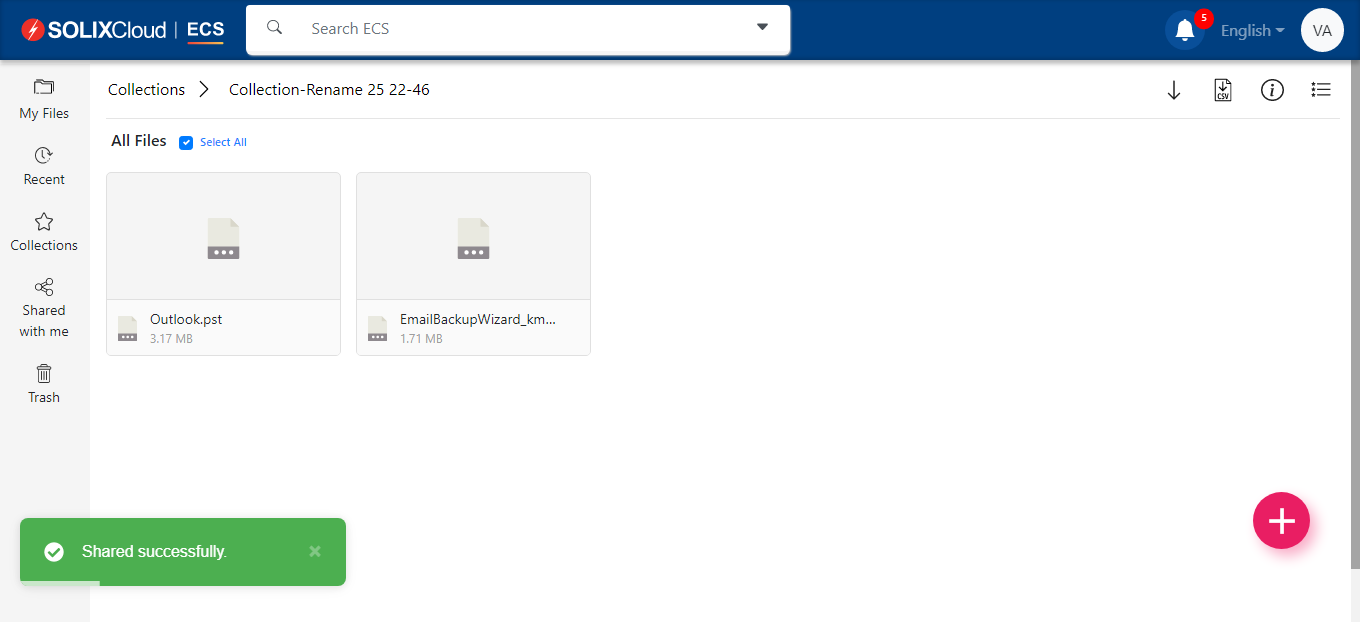 SOLIXCloud | ECS
Search ECS
5
English
VA
My Files
Recent
Collections
Shared
with me
Trash
Collections
Collection-Rename 25 22-46
CSV
All Files
Select All
Outlook.pst
3.17 MB
EmailBackupWizard_km...
1.71 MB
Shared successfully.